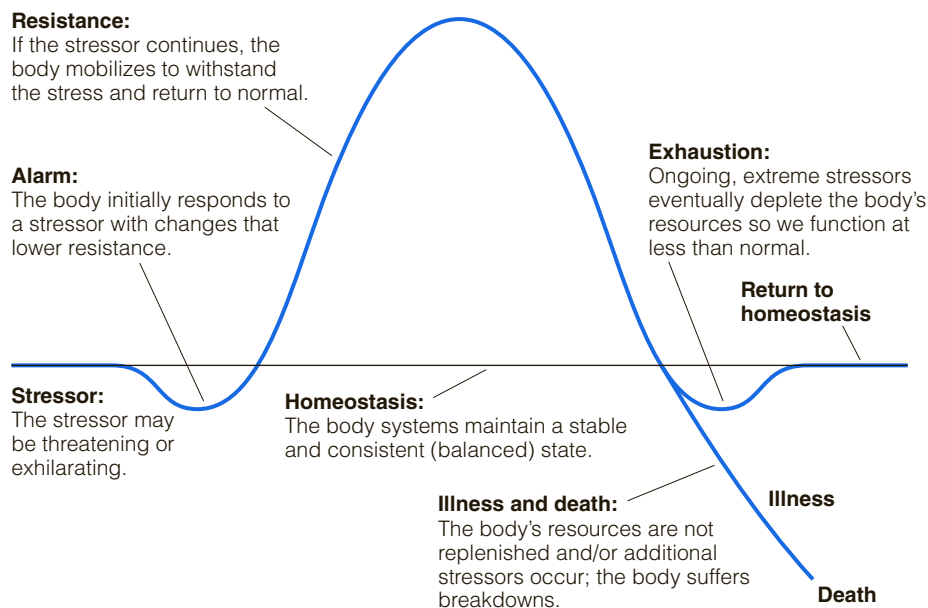 Resistance:
If the stressor continues, the
body mobilizes to withstand
the stress and return to normal.
Alarm:
The body initially responds to
a stressor with changes that
lower resistance.
Exhaustion:
Ongoing, extreme stressors
eventually deplete the body’s
resources so we function at
less than normal.
Return to
homeostasis
Stressor:
The stressor may
be threatening or
exhilarating.
Homeostasis:
The body systems maintain a stable
and consistent (balanced) state.
Illness and death:
The body’s resources are not
replenished and/or additional
stressors occur; the body suffers
breakdowns.
Illness
Death